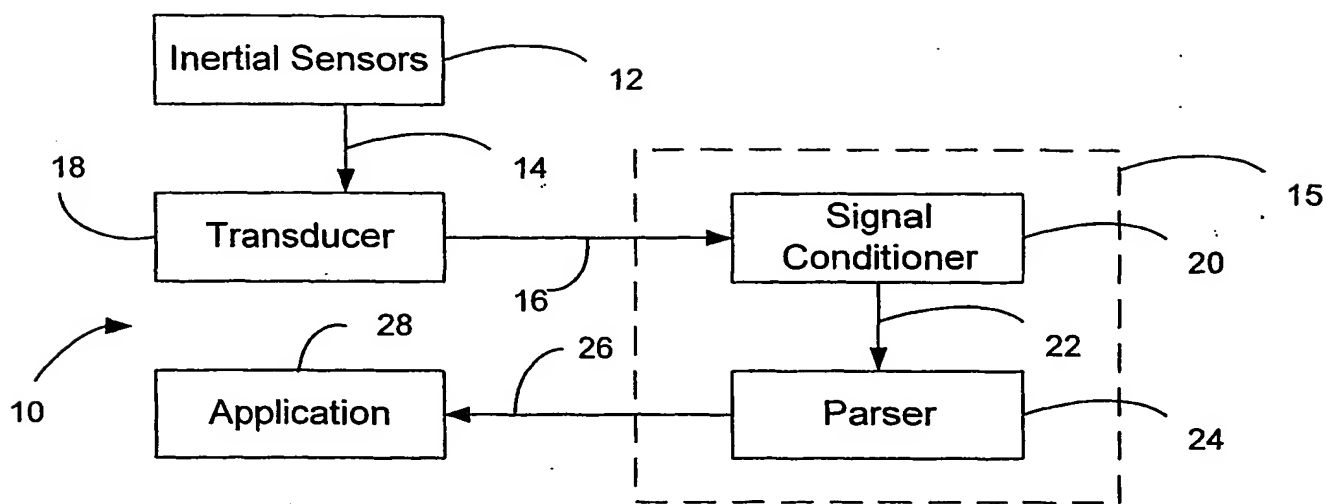 Inertial Sensors
12
14
18
Transducer
16
Signal
Conditioner
15
20
22
10
28
Application
26
Parser
24